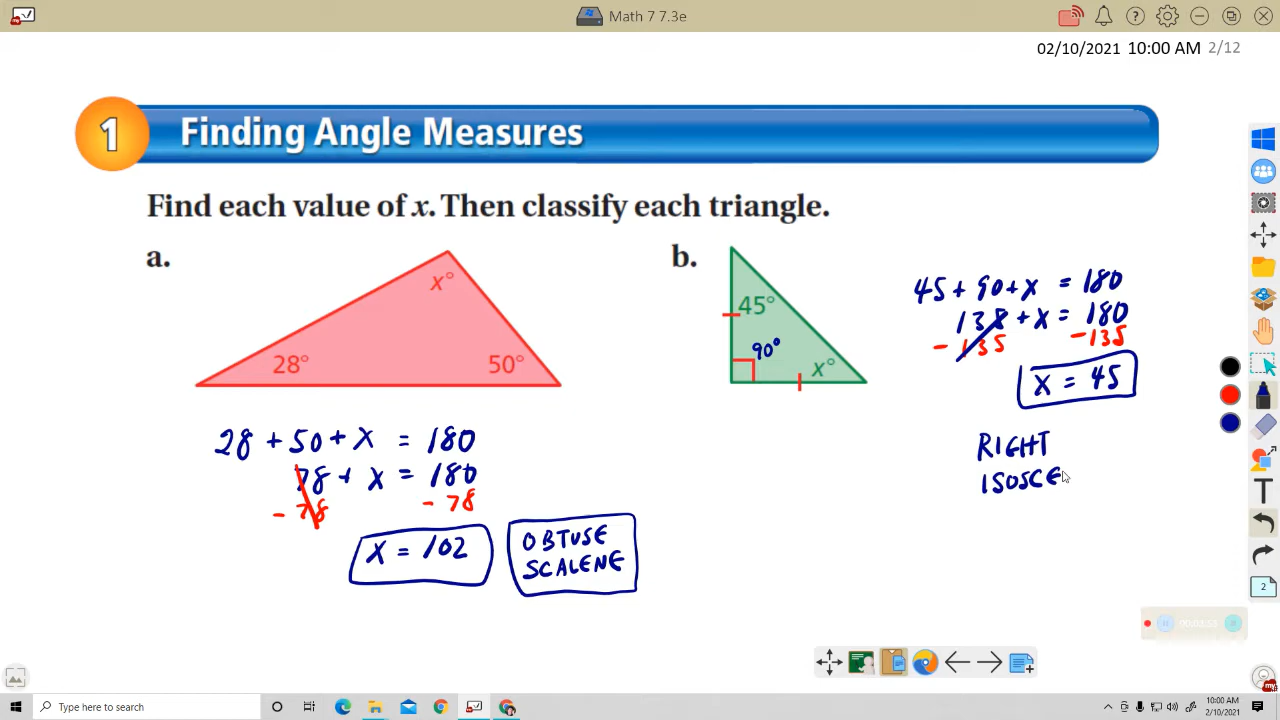 Math 7 7.3e
02/10/2021 10:00 AM 2/12
1 Finding Angle Measures
Find each value of x. Then classify each triangle.
a.
x°
28°
50°
28 + 50 + X = 180
78 + X = 180
- 78 - 78
X = 102
OBTUSE
SCALENE
b.
45°
90°
x°
45 + 90 + X = 180
135 + X = 180
- 135 - 135
X = 45
RIGHT
ISOSCE
2
Type here to search
10:00 AM
2/10/2021